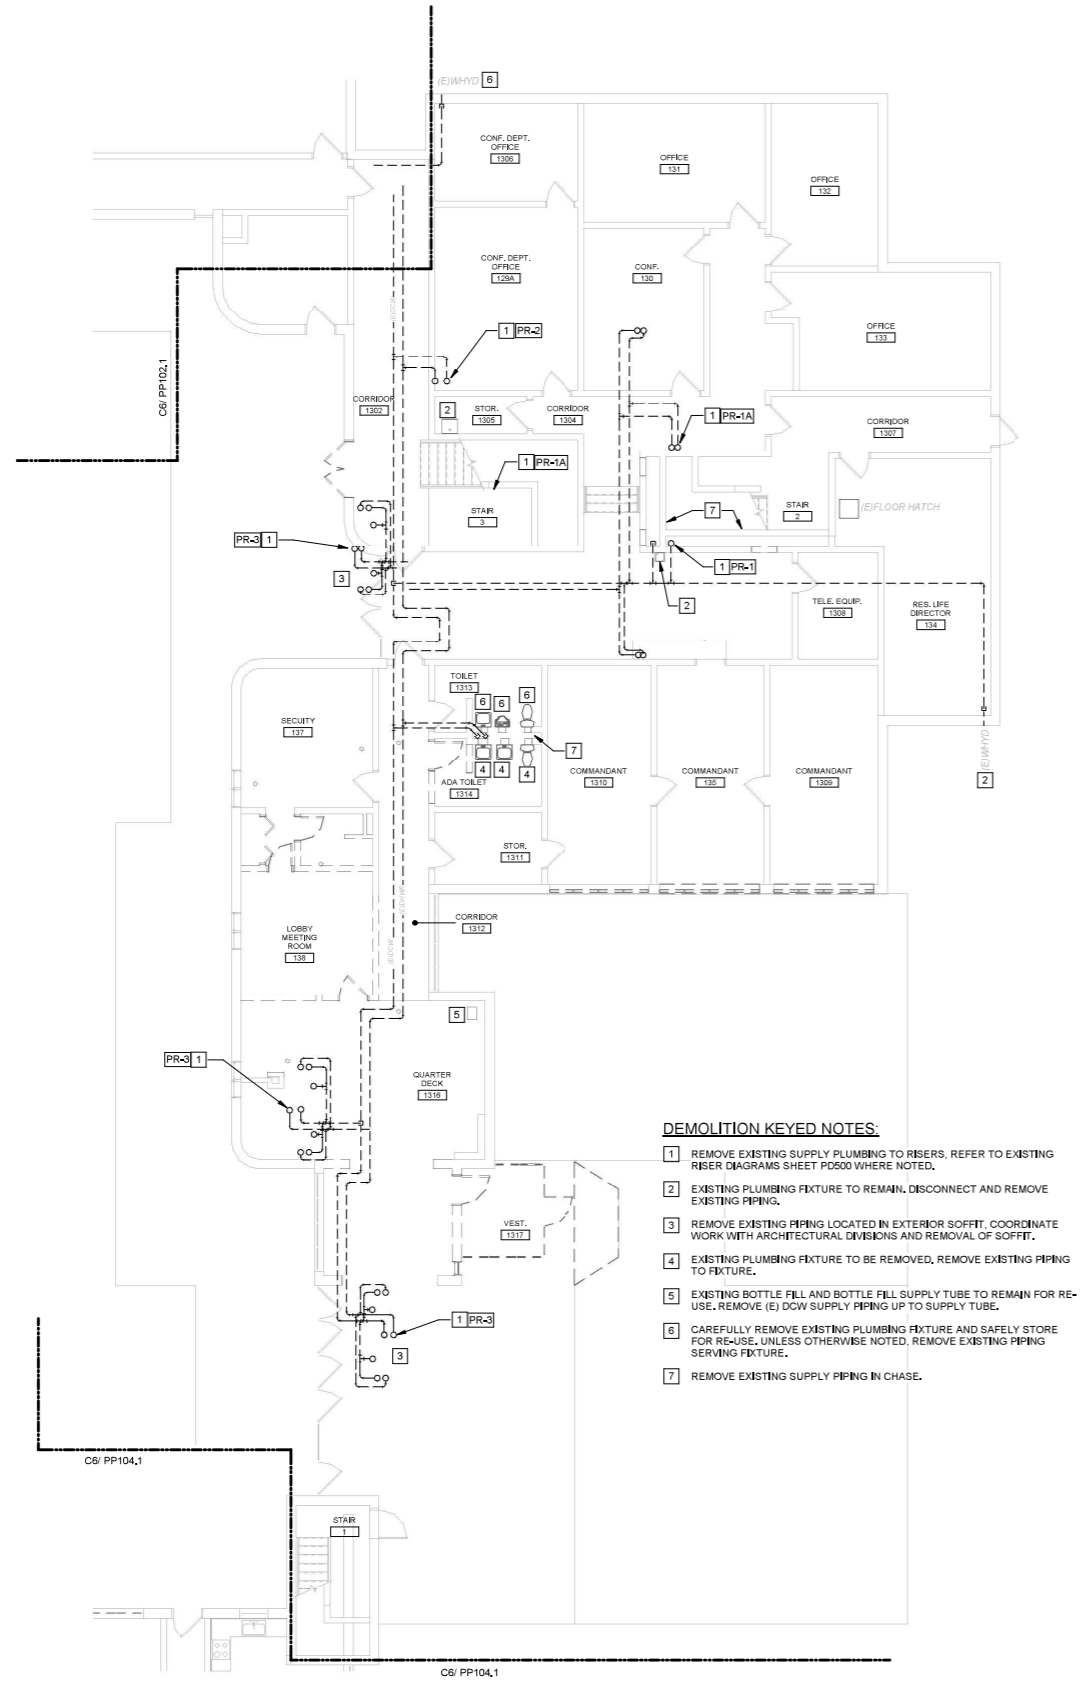 (E)WHYD 6
CONF. DEPT.
OFFICE
1306
OFFICE
131
OFFICE
132
CONF. DEPT.
OFFICE
129A
CONF.
130
OFFICE
133
(E)DCW
1 PR-2
C6/ PP102.1
CORRIDOR
1302
2
STOR.
1305
CORRIDOR
1304
1 PR-1A
CORRIDOR
1307
1 PR-1A
STAIR
3
7
STAIR
2
(E)FLOOR HATCH
PR-3 1
3
1 PR-1
2
TELE. EQUIP.
1308
RES. LIFE
DIRECTOR
134
TOILET
1313
6
6
6
SECUITY
137
7
4
4
4
ADA TOILET
1314
COMMANDANT
1310
COMMANDANT
135
COMMANDANT
1309
(E)WHYD
2
STOR.
1311
CORRIDOR
1312
LOBBY
MEETING
ROOM
138
(E)DCW
5
PR-3 1
QUARTER
DECK
1316
VEST.
1317
1 PR-3
3
DEMOLITION KEYED NOTES:
1 REMOVE EXISTING SUPPLY PLUMBING TO RISERS, REFER TO EXISTING
RISER DIAGRAMS SHEET PD500 WHERE NOTED.
2 EXISTING PLUMBING FIXTURE TO REMAIN. DISCONNECT AND REMOVE
EXISTING PIPING.
3 REMOVE EXISTING PIPING LOCATED IN EXTERIOR SOFFIT, COORDINATE
WORK WITH ARCHITECTURAL DIVISIONS AND REMOVAL OF SOFFIT.
4 EXISTING PLUMBING FIXTURE TO BE REMOVED, REMOVE EXISTING PIPING
TO FIXTURE.
5 EXISTING BOTTLE FILL AND BOTTLE FILL SUPPLY TUBE TO REMAIN FOR RE-
USE. REMOVE (E) DCW SUPPLY PIPING UP TO SUPPLY TUBE.
6 CAREFULLY REMOVE EXISTING PLUMBING FIXTURE AND SAFELY STORE
FOR RE-USE. UNLESS OTHERWISE NOTED, REMOVE EXISTING PIPING
SERVING FIXTURE.
7 REMOVE EXISTING SUPPLY PIPING IN CHASE.
C6/ PP104.1
STAIR
1
C6/ PP104.1